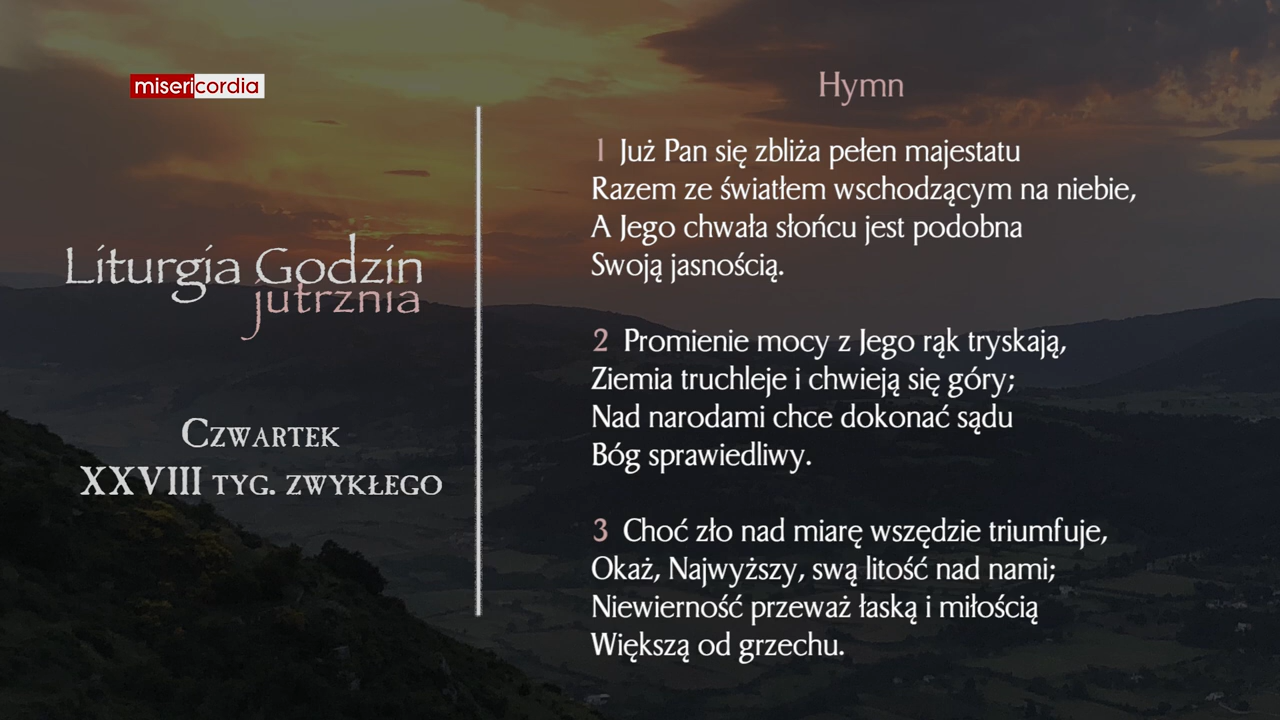 misericordia
Liturgia Godzin
jutrznia
Czwartek
XXVIII tyg. zwykłego
Hymn
1 Już Pan się zbliża pełen majestatu
Razem ze światłem wschodzącym na niebie,
A Jego chwała słońcu jest podobna
Swoją jasnością.
2 Promienie mocy z Jego rąk tryskają,
Ziemia truchleje i chwieją się góry;
Nad narodami chce dokonać sądu
Bóg sprawiedliwy.
3 Choć zło nad miarę wszędzie triumfuje,
Okaż, Najwyższy, swą litość nad nami;
Niewierność przeważ łaską i miłością
Większą od grzechu.